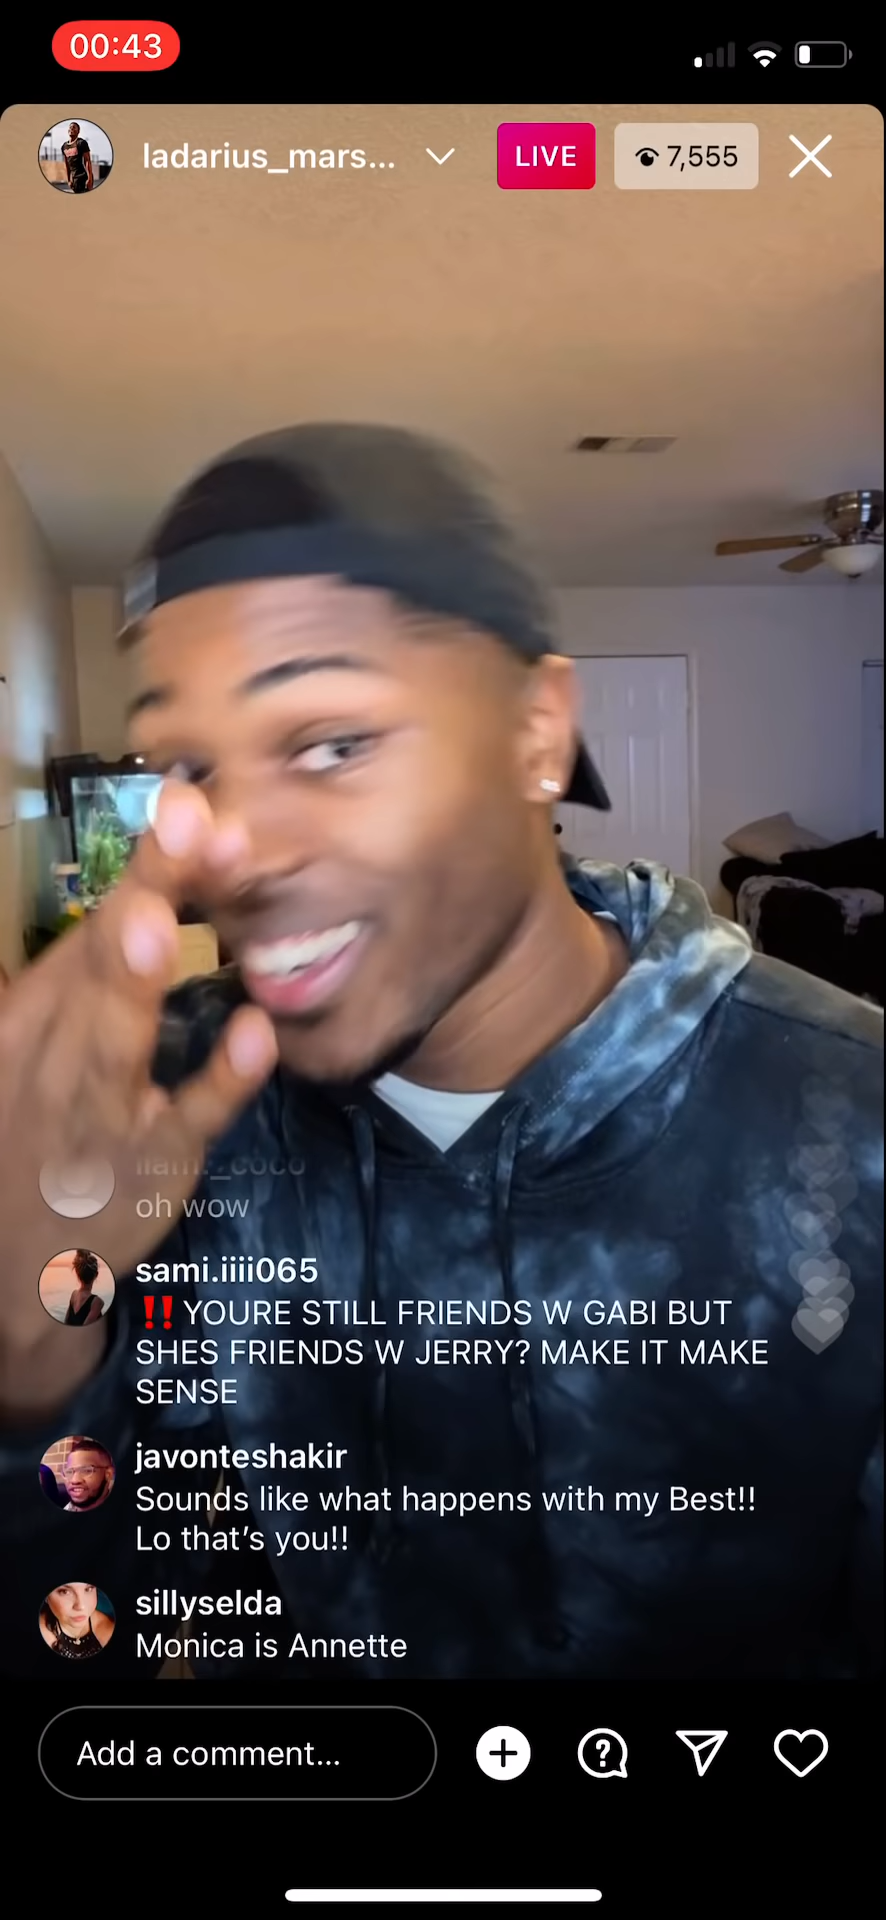 00:43
ladarius_mars...
LIVE
7,555
oh wow
sami.iiii065
‼️ YOURE STILL FRIENDS W GABI BUT
SHES FRIENDS W JERRY? MAKE IT MAKE
SENSE
javonteshakir
Sounds like what happens with my Best!!
Lo that’s you!!
sillyselda
Monica is Annette
Add a comment...